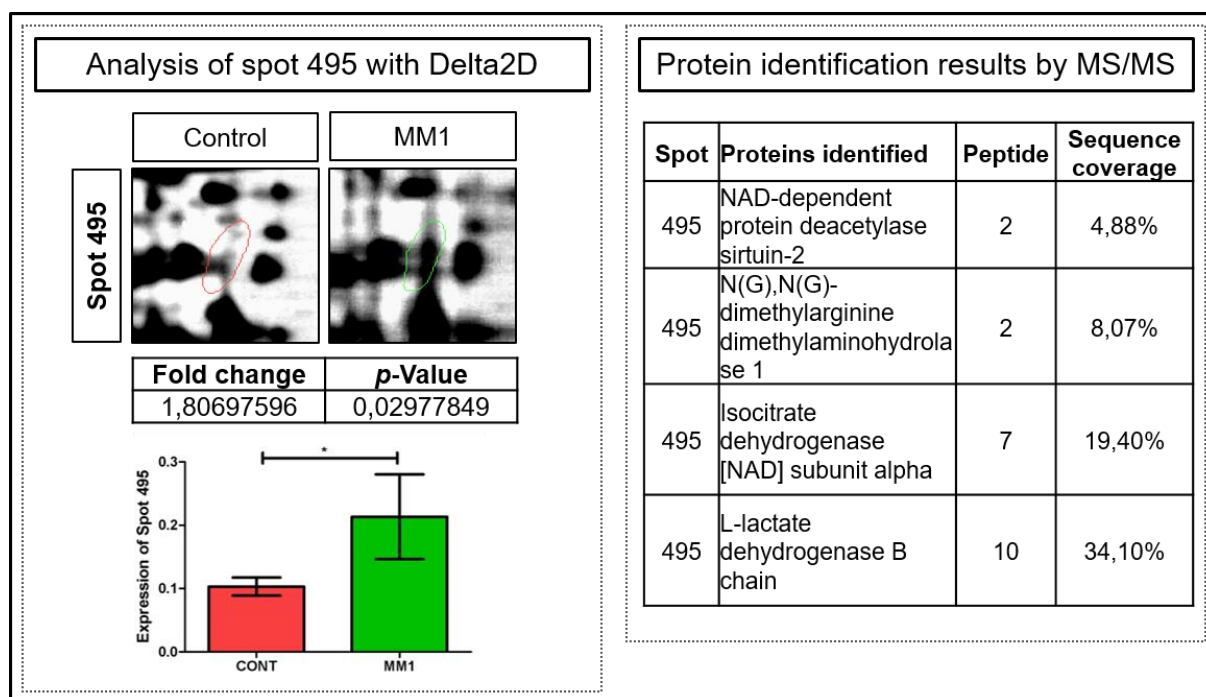 Analysis of spot 495 with Delta2D
Control
MM1
Spot 495
Fold change
p-Value
1,80697596
0,02977849
Expression of Spot 495
0.3
0.2
0.1
0.0
*
CONT
MM1
Protein identification results by MS/MS
Spot
Proteins identified
Peptide
Sequence
coverage
495
NAD-dependent
protein deacetylase
sirtuin-2
2
4,88%
495
N(G),N(G)-
dimethylarginine
dimethylaminohydrola
se 1
2
8,07%
495
Isocitrate
dehydrogenase
[NAD] subunit alpha
7
19,40%
495
L-lactate
dehydrogenase B
chain
10
34,10%